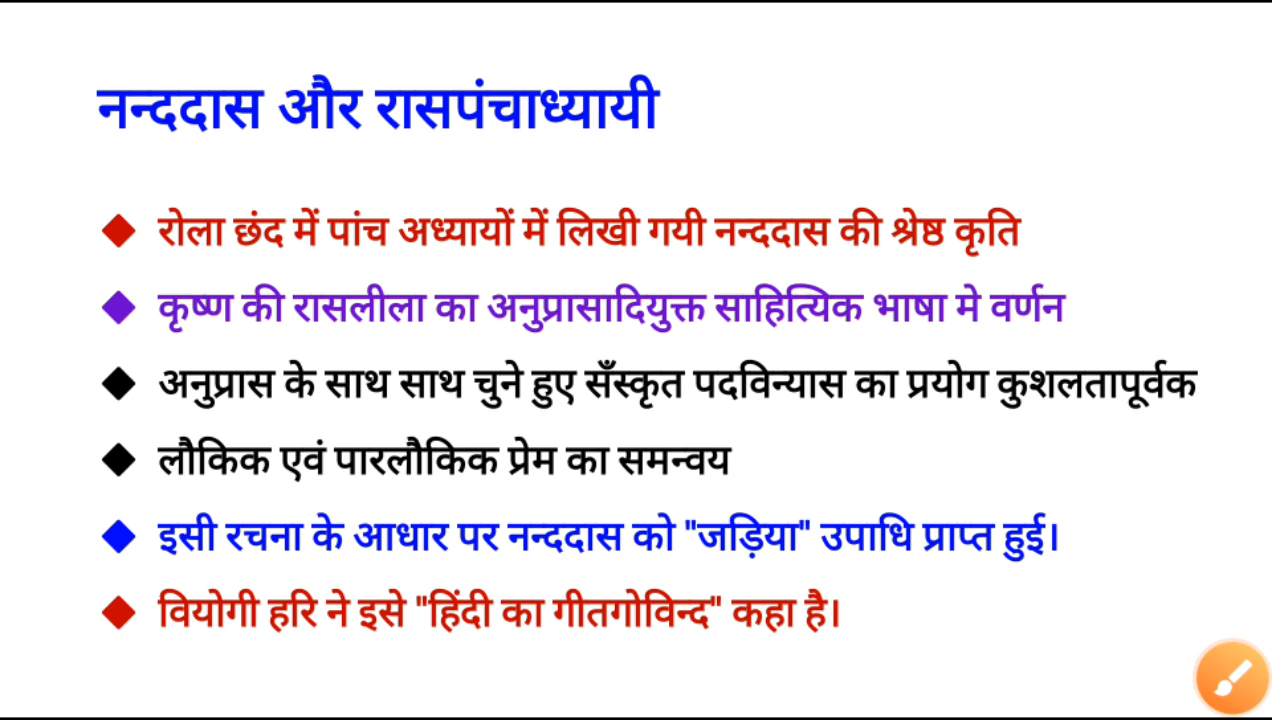 नन्ददास और रासपंचाध्यायी
◆ रोला छंद में पांच अध्यायों में लिखी गयी नन्ददास की श्रेष्ठ कृति
◆ कृष्ण की रासलीला का अनुप्रासादियुक्त साहित्यिक भाषा मे वर्णन
◆ अनुप्रास के साथ साथ चुने हुए सँस्कृत पदविन्यास का प्रयोग कुशलतापूर्वक
◆ लौकिक एवं पारलौकिक प्रेम का समन्वय
◆ इसी रचना के आधार पर नन्ददास को "जड़िया" उपाधि प्राप्त हुई।
◆ वियोगी हरि ने इसे "हिंदी का गीतगोविन्द" कहा है।